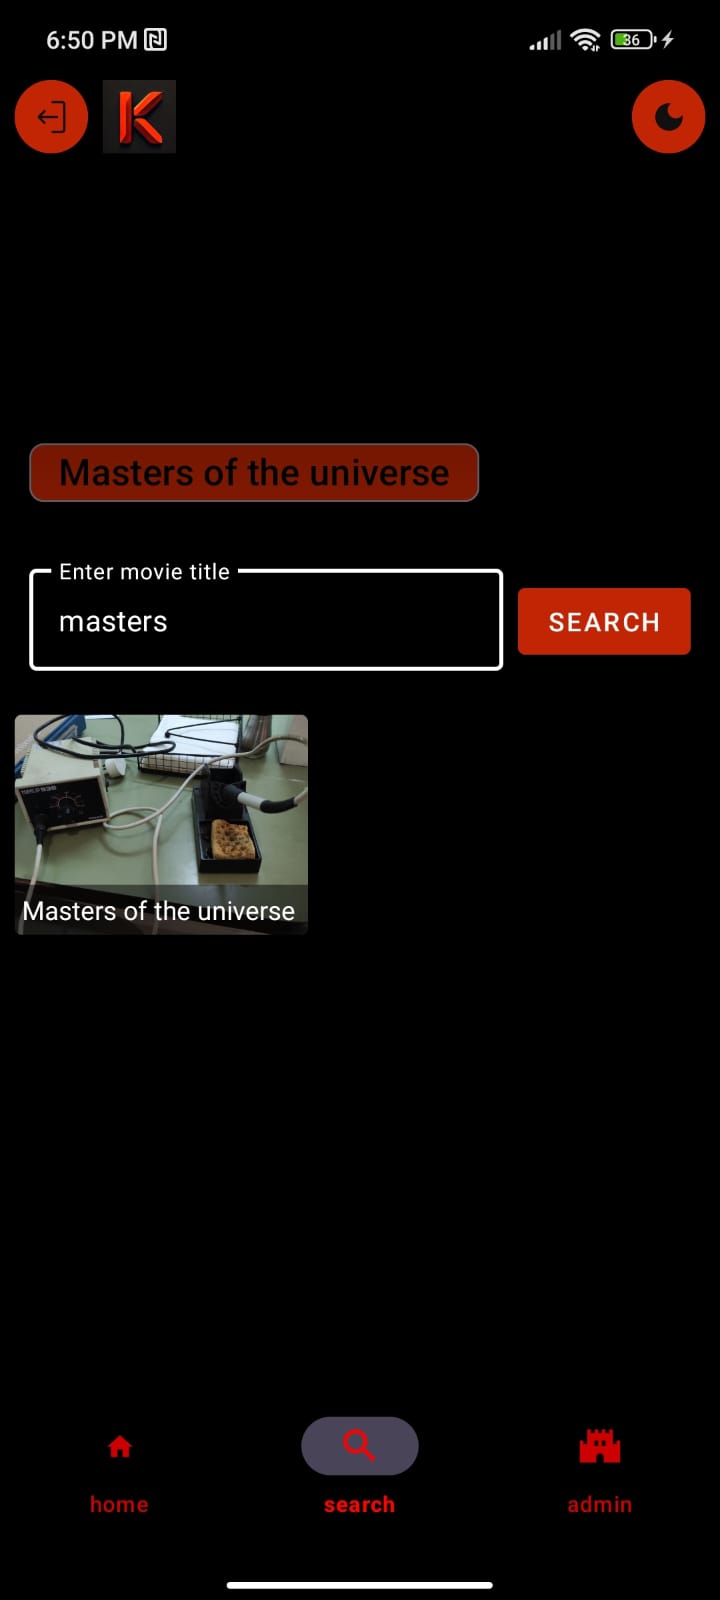 6:50 PM
36
K
Masters of the universe
Enter movie title
masters
SEARCH
Masters of the universe
home
search
admin